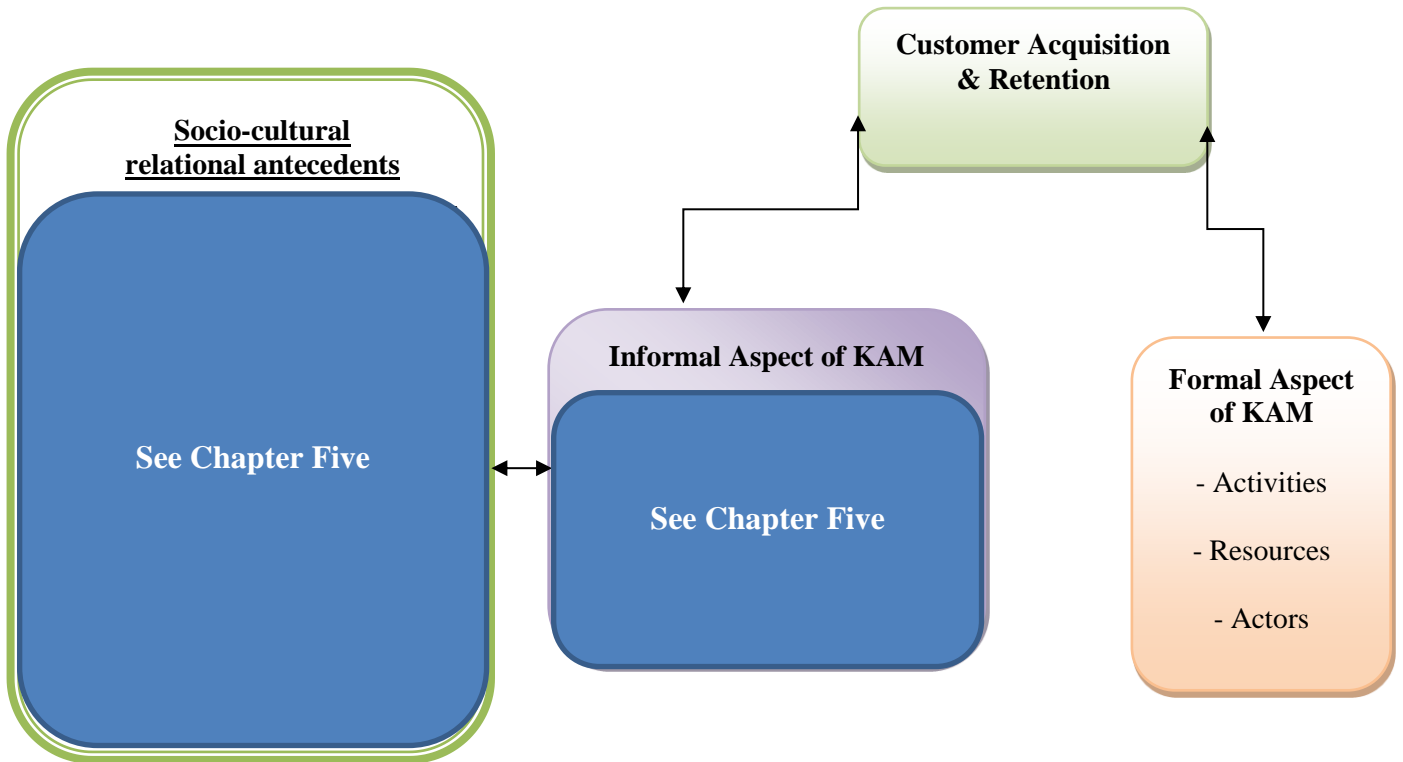 Customer Acquisition
& Retention
Socio-cultural
relational antecedents
See Chapter Five
Informal Aspect of KAM
See Chapter Five
Formal Aspect
of KAM
- Activities
- Resources
- Actors